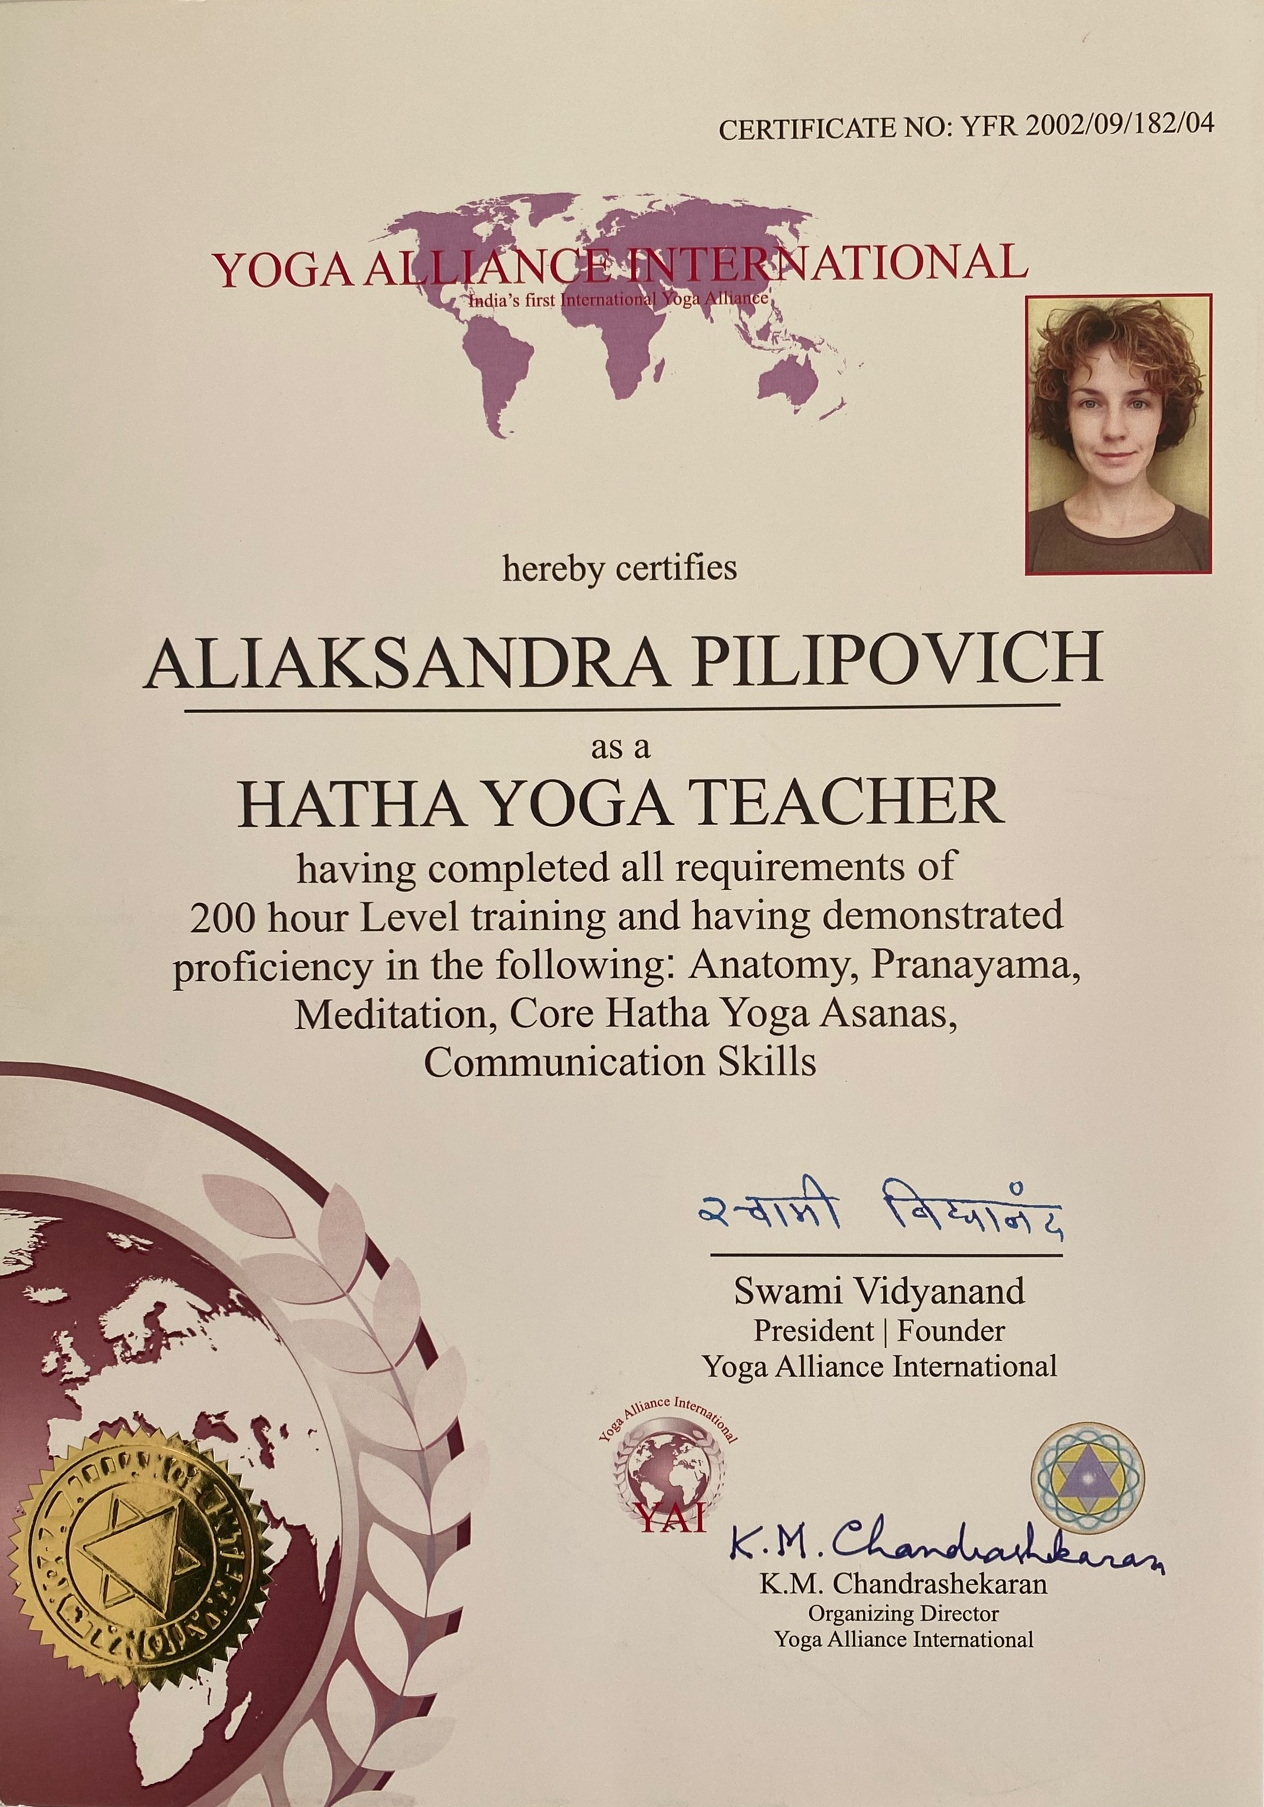 CERTIFICATE NO: YFR 2002/09/182/04
YOGA ALLIANCE INTERNATIONAL
India's first International Yoga Alliance
hereby certifies
ALIAKSANDRA PILIPOVICH
as a
HATHA YOGA TEACHER
having completed all requirements of
200 hour Level training and having demonstrated
proficiency in the following: Anatomy, Pranayama,
Meditation, Core Hatha Yoga Asanas,
Communication Skills
स्वामी विद्यानंद
Swami Vidyanand
President | Founder
Yoga Alliance International
Yoga Alliance International
YAI
K.M. Chandrashekaran
K.M. Chandrashekaran
Organizing Director
Yoga Alliance International